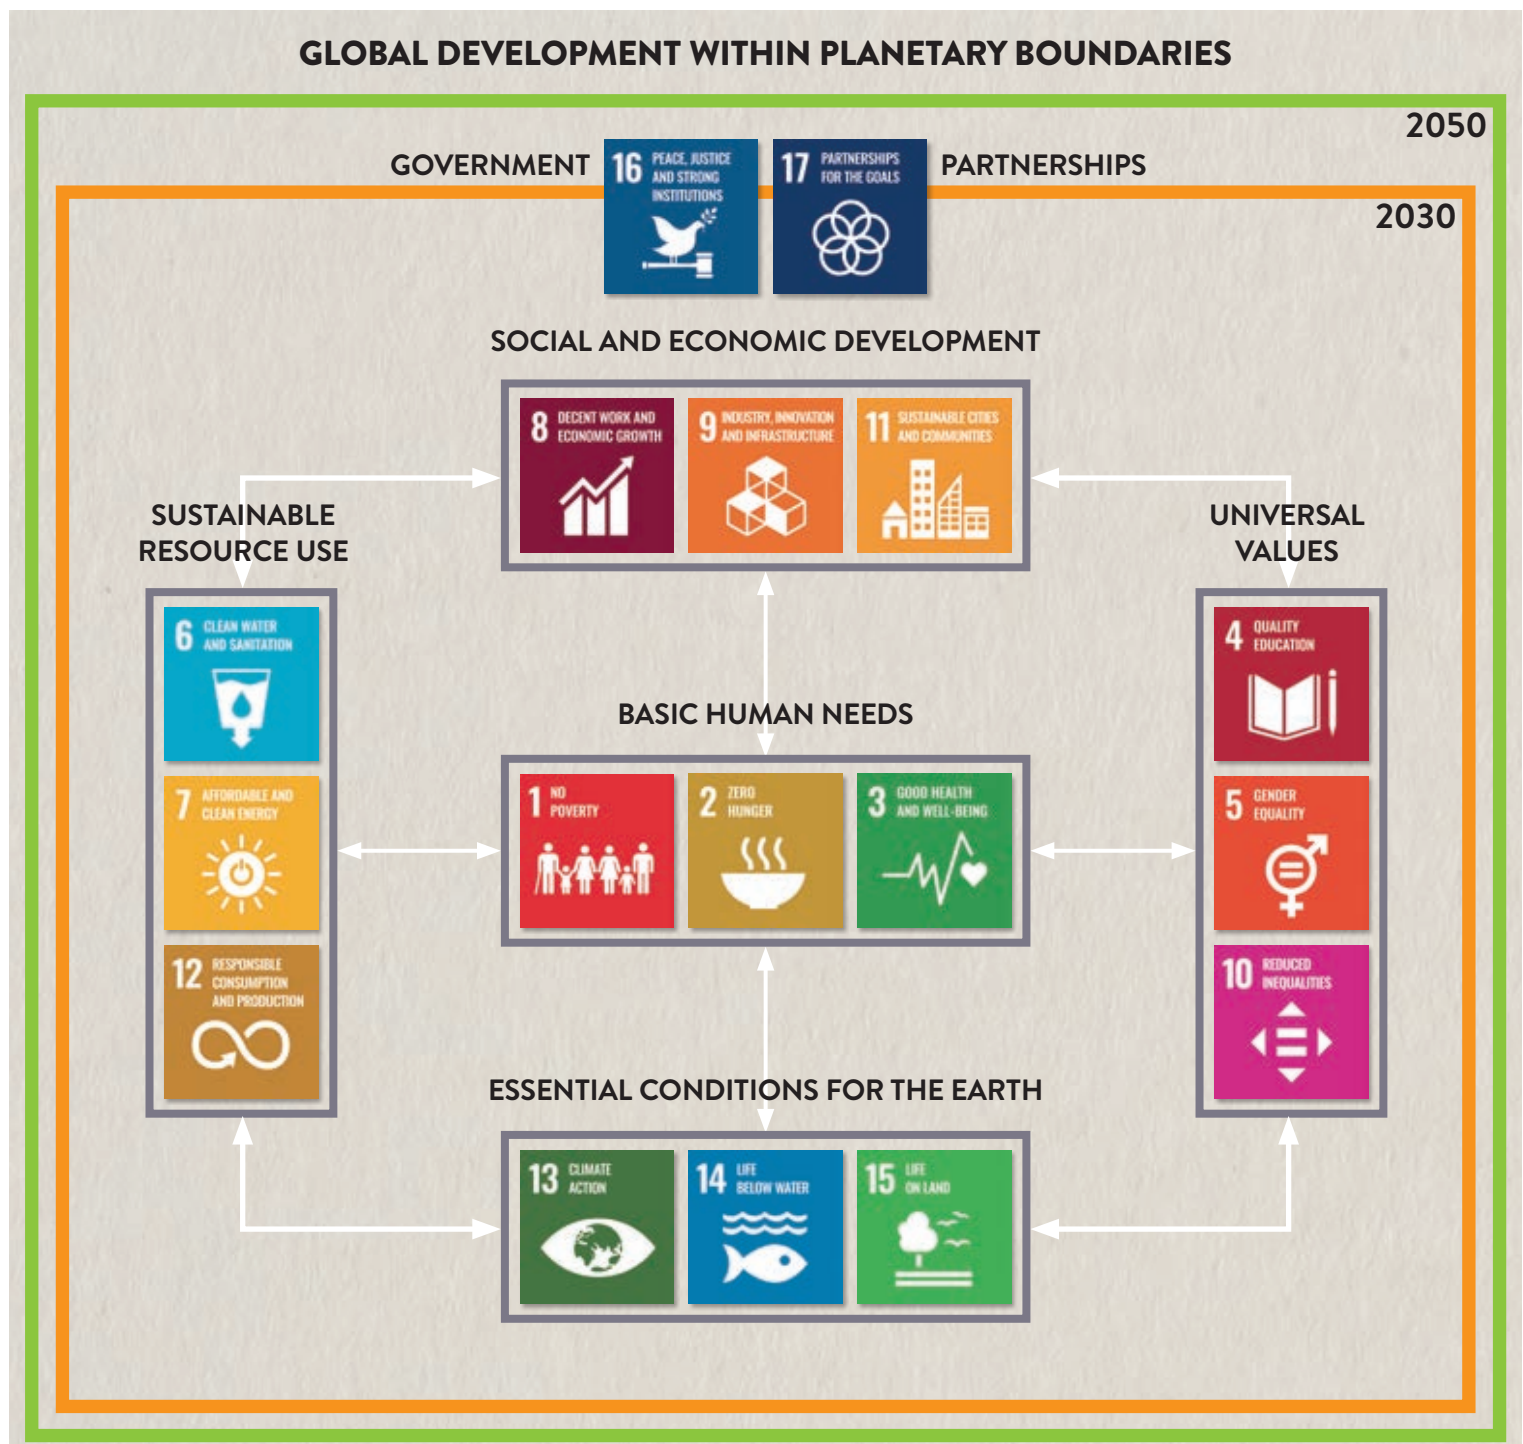 GLOBAL DEVELOPMENT WITHIN PLANETARY BOUNDARIES
2050
GOVERNMENT
16 PEACE, JUSTICE
AND STRONG
INSTITUTIONS
17 PARTNERSHIPS
FOR THE GOALS
PARTNERSHIPS
2030
SOCIAL AND ECONOMIC DEVELOPMENT
8 DECENT WORK AND
ECONOMIC GROWTH
9 INDUSTRY, INNOVATION
AND INFRASTRUCTURE
11 SUSTAINABLE CITIES
AND COMMUNITIES
SUSTAINABLE
RESOURCE USE
6 CLEAN WATER
AND SANITATION
7 AFFORDABLE AND
CLEAN ENERGY
12 RESPONSIBLE
CONSUMPTION
AND PRODUCTION
BASIC HUMAN NEEDS
1 NO
POVERTY
2 ZERO
HUNGER
3 GOOD HEALTH
AND WELL-BEING
UNIVERSAL
VALUES
4 QUALITY
EDUCATION
5 GENDER
EQUALITY
10 REDUCED
INEQUALITIES
ESSENTIAL CONDITIONS FOR THE EARTH
13 CLIMATE
ACTION
14 LIFE
BELOW WATER
15 LIFE
ON LAND